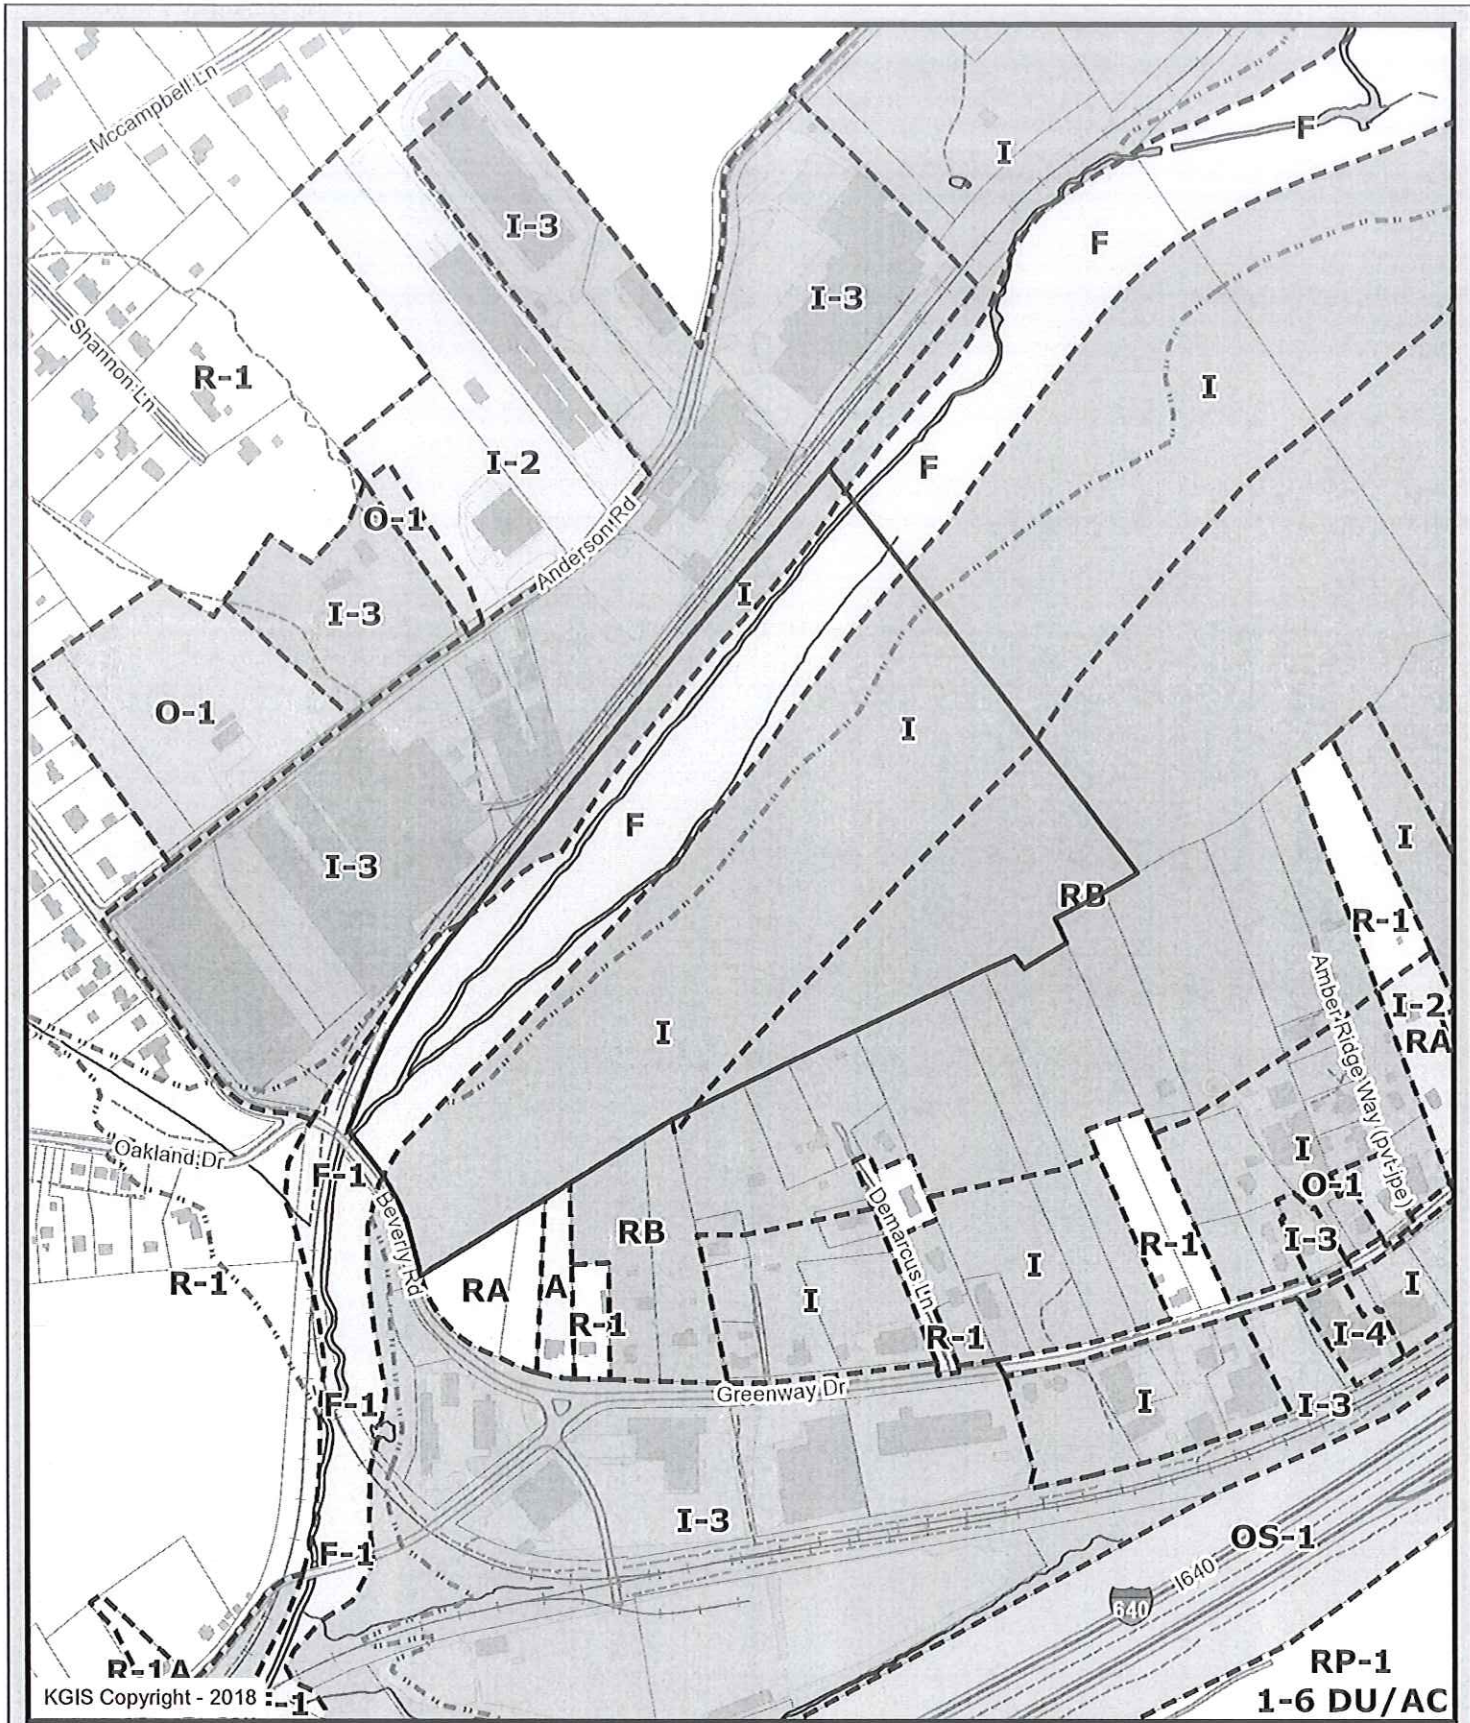 Mccampbell Ln
F
I
I-3
F
I-3
Shannon Ln
R-1
I
I-2
F
O-1
Anderson Rd
I
I-3
O-1
I
F
I
I-3
RB
R-1
Amber Ridge Way (pvt-jpe)
I-2
RA
I
Oakland Dr
F-1
I
O-1
Beverly Rd
RB
Demarcus Ln
R-1
I-3
R-1
I
I
RA
A
I
R-1
R-1
I-4
Greenway Dr
F-1
I
I-3
I-3
OS-1
F-1
I640
640
R-1A
RP-1
KGIS Copyright - 2018
-1
1-6 DU/AC